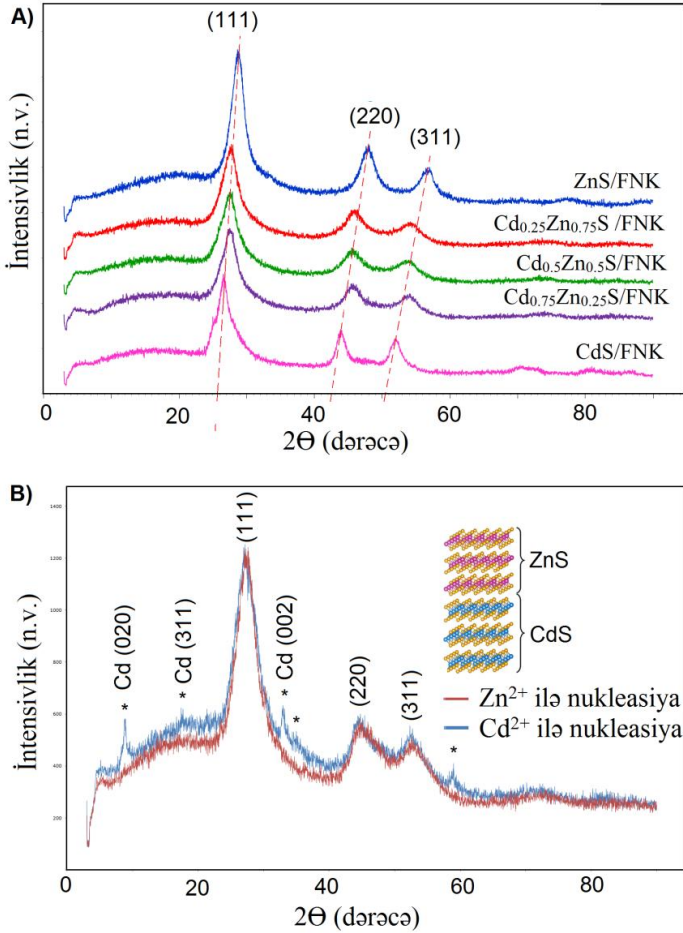 A)
(111)
(220)
(311)
İntensivlik (n.v.)
ZnS/FNK
Cd₀.₂₅Zn₀.₇₅S /FNK
Cd₀.₅Zn₀.₅S/FNK
Cd₀.₇₅Zn₀.₂₅S/FNK
CdS/FNK
0 20 40 60 80
2Ɵ (dərəcə)
B)
İntensivlik (n.v.)
1400
1200
1000
800
600
400
200
* Cd (020)
* Cd (311)
(111)
* Cd (002)
*
(220)
(311)
*
ZnS
CdS
Zn²⁺ ilə nukleasiya
Cd²⁺ ilə nukleasiya
0 20 40 60 80
2Ɵ (dərəcə)